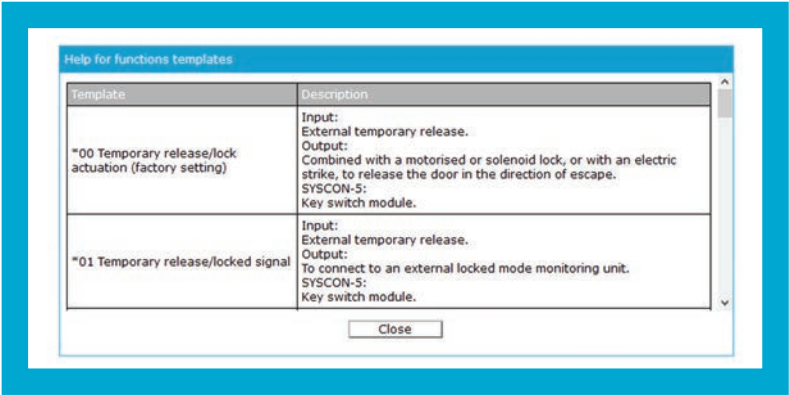 Help for functions templates
Template
Description
*00 Temporary release/lock
actuation (factory setting)
Input:
External temporary release.
Output:
Combined with a motorised or solenoid lock, or with an electric
strike, to release the door in the direction of escape.
SYSCON-5:
Key switch module.
*01 Temporary release/locked signal
Input:
External temporary release.
Output:
To connect to an external locked mode monitoring unit.
SYSCON-5:
Key switch module.
Close